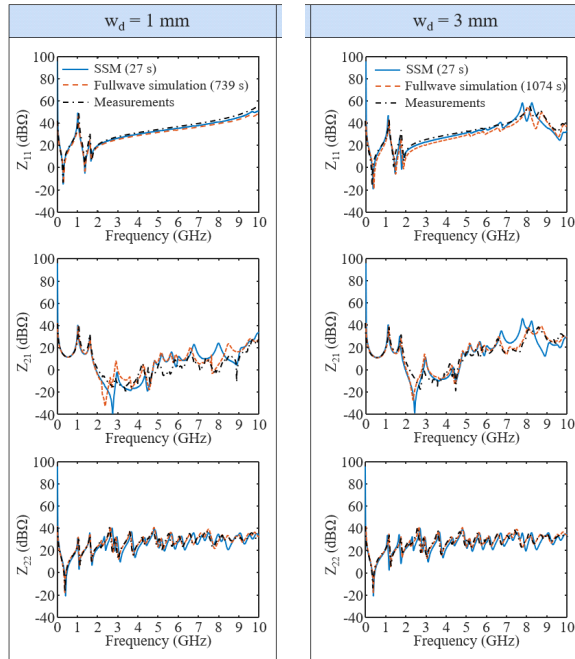 w_d = 1 mm
w_d = 3 mm
100
80
60
40
20
0
-20
-40
Z_11 (dBΩ)
SSM (27 s)
Fullwave simulation (739 s)
Measurements
0 1 2 3 4 5 6 7 8 9 10
Frequency (GHz)
100
80
60
40
20
0
-20
-40
Z_11 (dBΩ)
SSM (27 s)
Fullwave simulation (1074 s)
Measurements
0 1 2 3 4 5 6 7 8 9 10
Frequency (GHz)
100
80
60
40
20
0
-20
-40
Z_21 (dBΩ)
0 1 2 3 4 5 6 7 8 9 10
Frequency (GHz)
100
80
60
40
20
0
-20
-40
Z_21 (dBΩ)
0 1 2 3 4 5 6 7 8 9 10
Frequency (GHz)
100
80
60
40
20
0
-20
-40
Z_22 (dBΩ)
0 1 2 3 4 5 6 7 8 9 10
Frequency (GHz)
100
80
60
40
20
0
-20
-40
Z_22 (dBΩ)
0 1 2 3 4 5 6 7 8 9 10
Frequency (GHz)